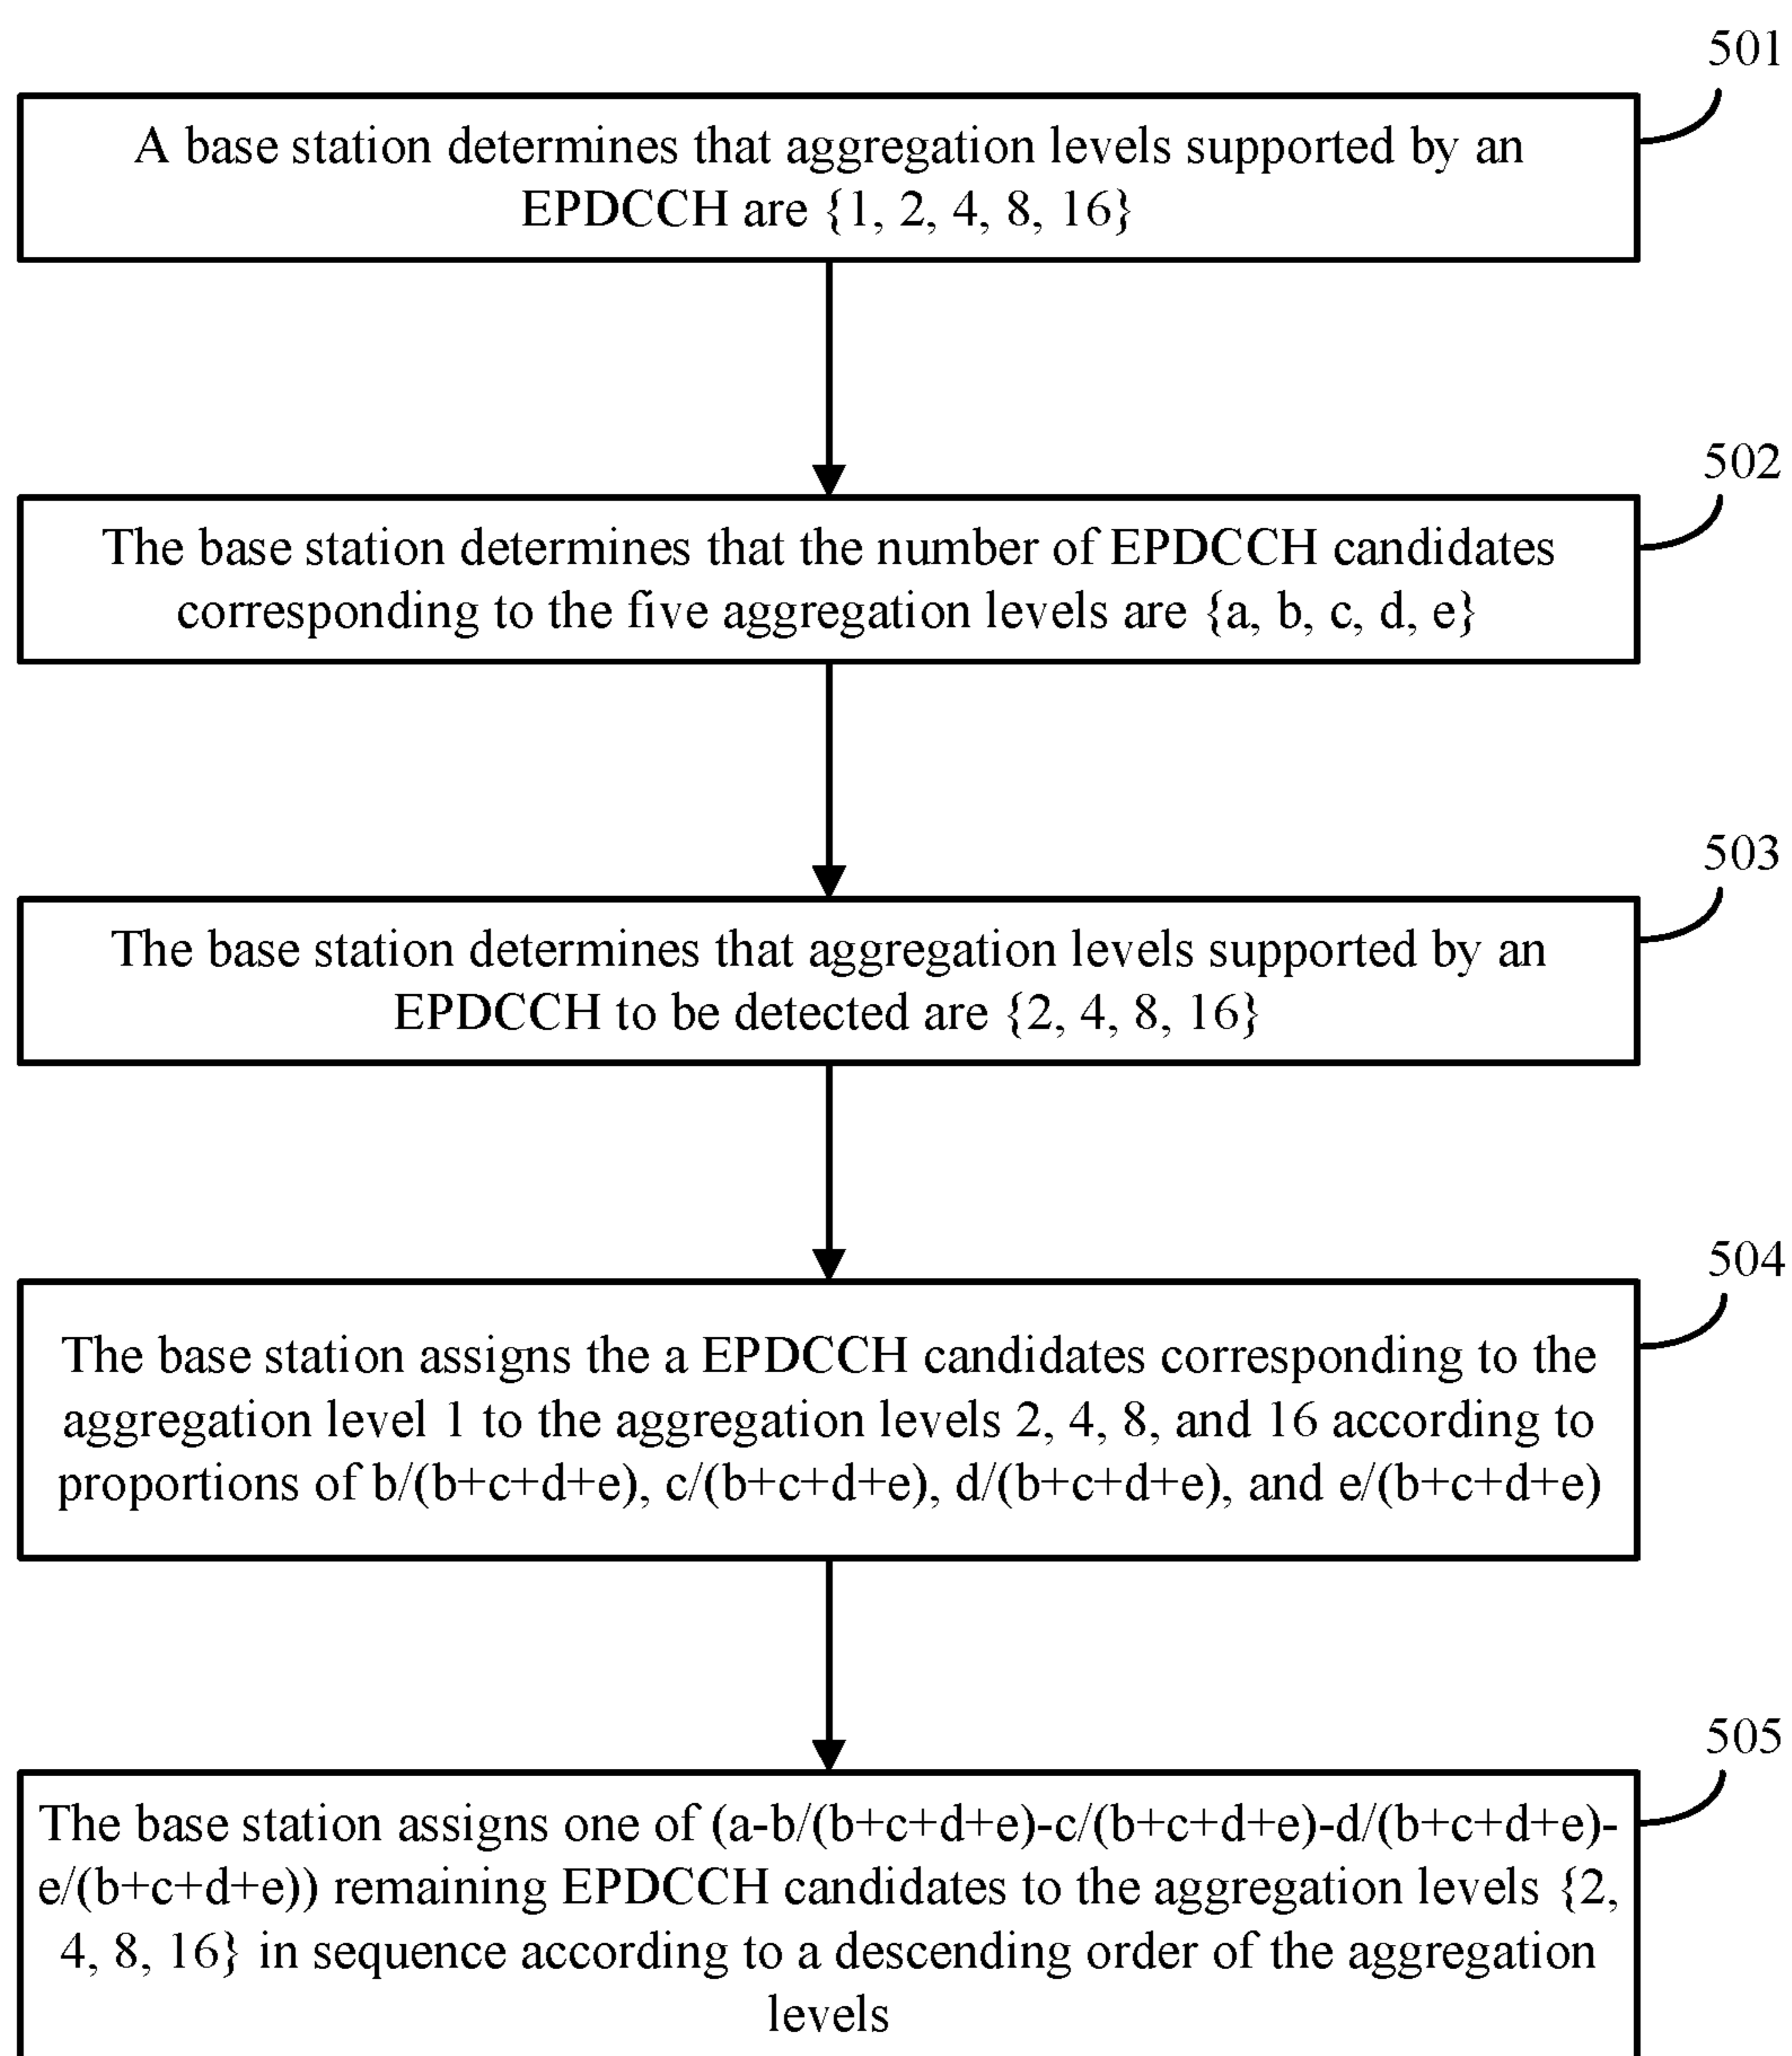 501
A base station determines that aggregation levels supported by an
EPDCCH are {1, 2, 4, 8, 16}
502
The base station determines that the number of EPDCCH candidates
corresponding to the five aggregation levels are {a, b, c, d, e}
503
The base station determines that aggregation levels supported by an
EPDCCH to be detected are {2, 4, 8, 16}
504
The base station assigns the a EPDCCH candidates corresponding to the
aggregation level 1 to the aggregation levels 2, 4, 8, and 16 according to
proportions of b/(b+c+d+e), c/(b+c+d+e), d/(b+c+d+e), and e/(b+c+d+e)
505
The base station assigns one of (a-b/(b+c+d+e)-c/(b+c+d+e)-d/(b+c+d+e)-
e/(b+c+d+e)) remaining EPDCCH candidates to the aggregation levels {2,
4, 8, 16} in sequence according to a descending order of the aggregation
levels